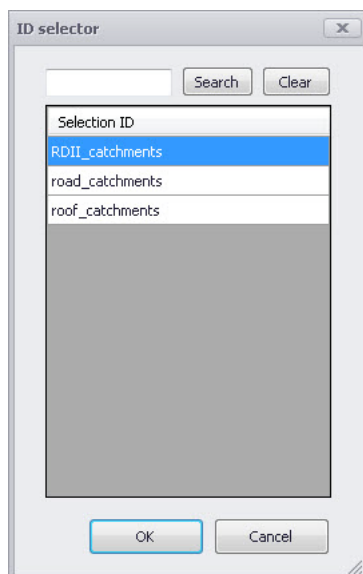 ID selector
Search Clear
Selection ID
RDII_catchments
road_catchments
roof_catchments
OK Cancel